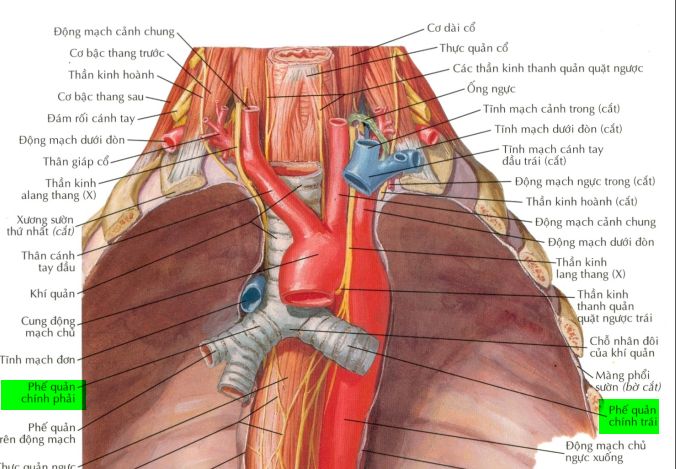 Động mạch cảnh chung
Cơ bậc thang trước
Thần kinh hoành
Cơ bậc thang sau
Đám rối cánh tay
Động mạch dưới đòn
Thân giáp cổ
Thần kinh
alang thang (X)
Xương sườn
thứ nhất (cắt)
Thân cánh
tay đầu
Khí quản
Cung động
mạch chủ
Tĩnh mạch đơn
Phế quản
chính phải
Phế quản
rên động mạch
Thực quản ngực
Cơ dài cổ
Thực quản cổ
Các thần kinh thanh quản quặt ngược
Ống ngực
Tĩnh mạch cảnh trong (cắt)
Tĩnh mạch dưới đòn (cắt)
Tĩnh mạch cánh tay
đầu trái (cắt)
Động mạch ngực trong (cắt)
Thần kinh hoành (cắt)
Động mạch cảnh chung
Động mạch dưới đòn
Thần kinh
lang thang (X)
Thần kinh
thanh quản
quặt ngược trái
Chỗ nhân đôi
của khí quản
Màng phổi
sườn (bờ cắt)
Phế quản
chính trái
Động mạch chủ
ngực xuống